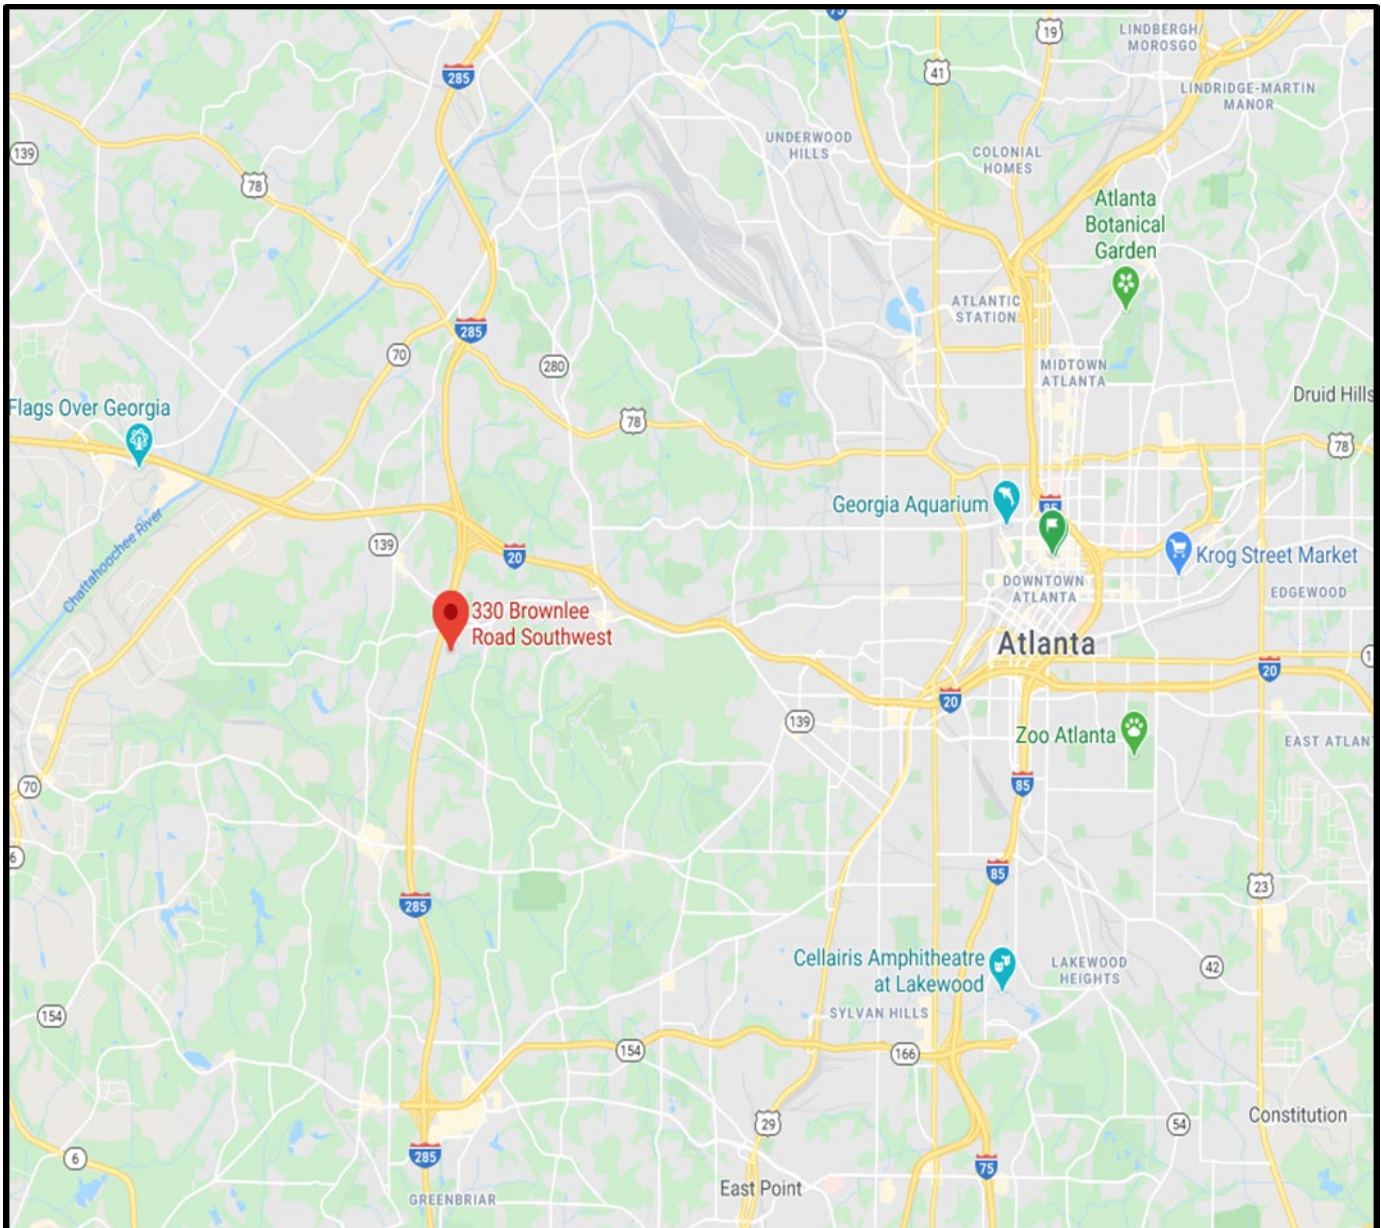 75
19
LINDBERGH/
MOROSGO
285
41
LINDRIDGE-MARTIN
MANOR
UNDERWOOD
HILLS
COLONIAL
HOMES
139
78
Atlanta
Botanical
Garden
ATLANTIC
STATION
285
70
280
MIDTOWN
ATLANTA
Druid Hills
Flags Over Georgia
78
78
Georgia Aquarium
85
Chattahoochee River
139
20
Krog Street Market
DOWNTOWN
ATLANTA
EDGEWOOD
330 Brownlee
Road Southwest
Atlanta
20
20
139
Zoo Atlanta
EAST ATLAN
70
85
6
85
23
285
Cellairis Amphitheatre
at Lakewood
LAKEWOOD
HEIGHTS
42
154
SYLVAN HILLS
154
166
29
54
Constitution
285
6
75
East Point
GREENBRIAR